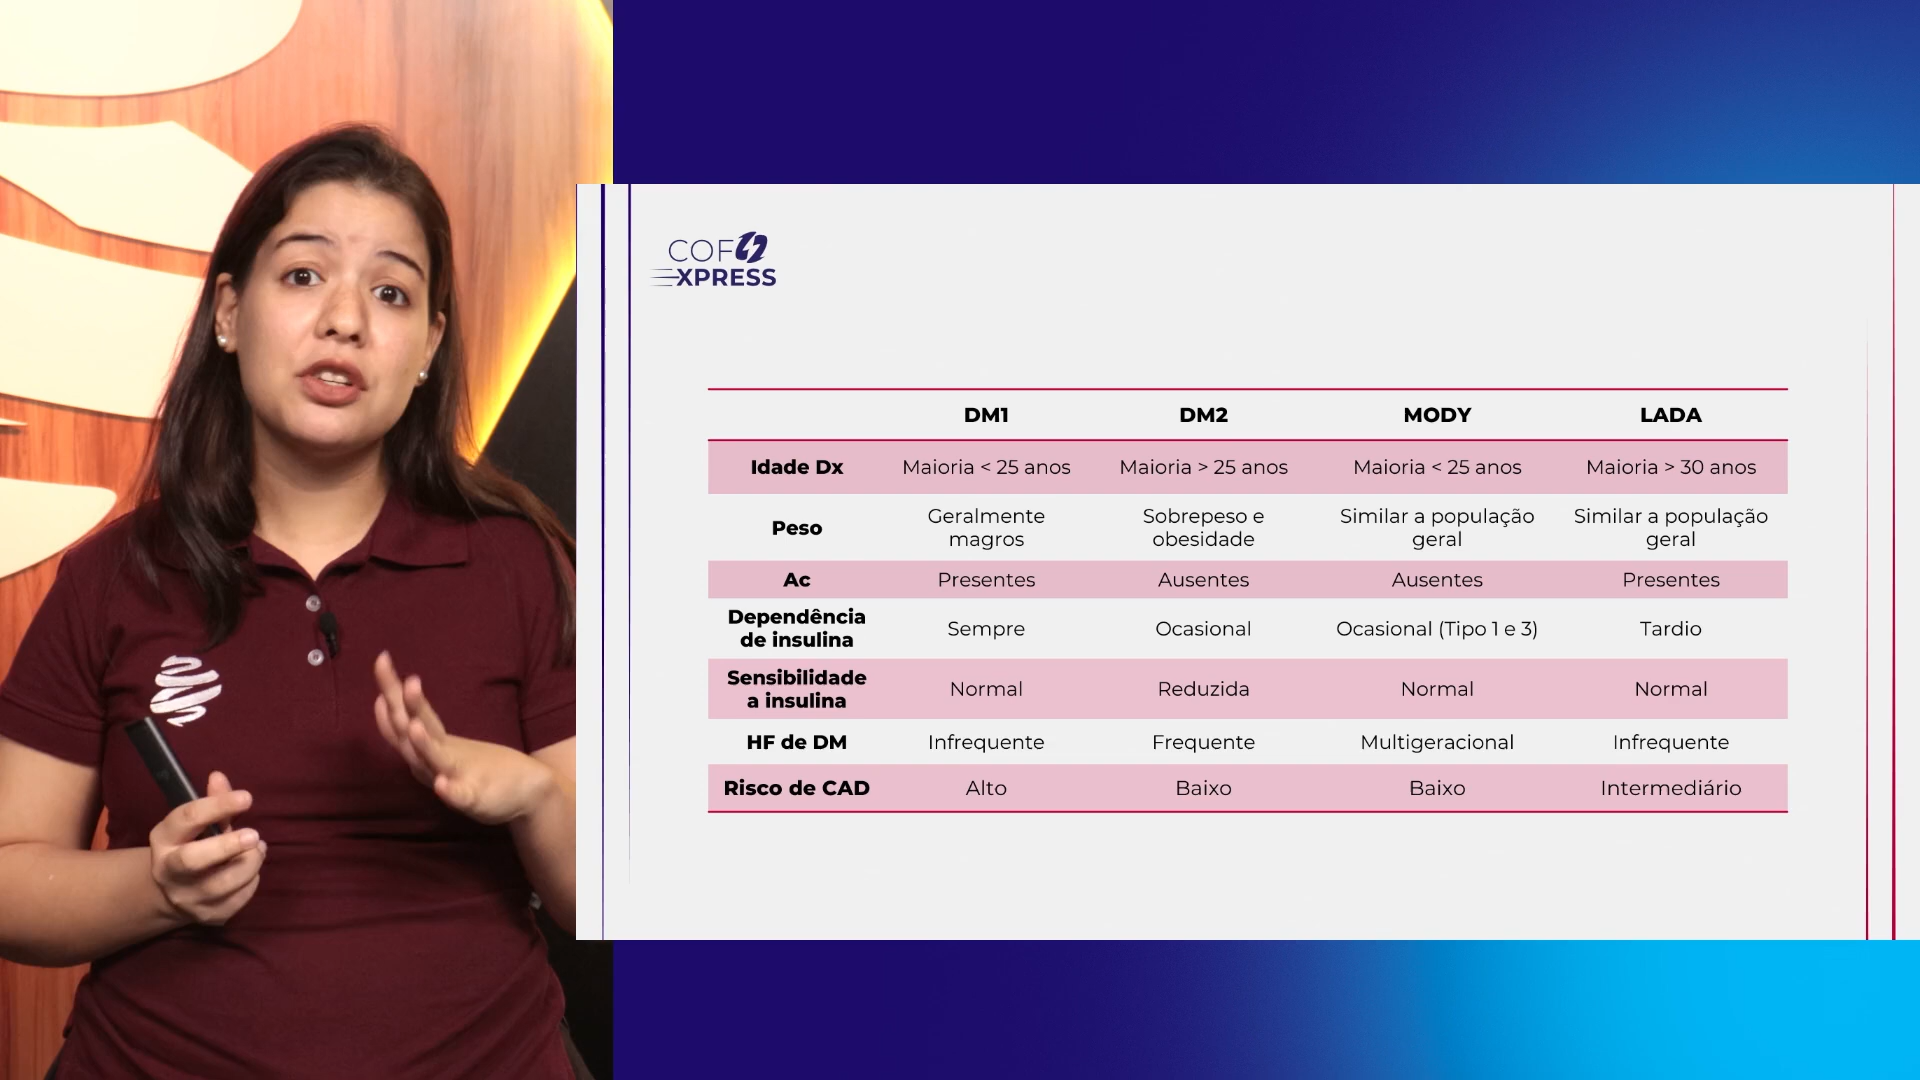 COF
XPRESS
DM1 DM2 MODY LADA
Idade Dx Maioria < 25 anos Maioria > 25 anos Maioria < 25 anos Maioria > 30 anos
Peso Geralmente magros Sobrepeso e obesidade Similar a população geral Similar a população geral
Ac Presentes Ausentes Ausentes Presentes
Dependência de insulina Sempre Ocasional Ocasional (Tipo 1 e 3) Tardio
Sensibilidade a insulina Normal Reduzida Normal Normal
HF de DM Infrequente Frequente Multigeracional Infrequente
Risco de CAD Alto Baixo Baixo Intermediário